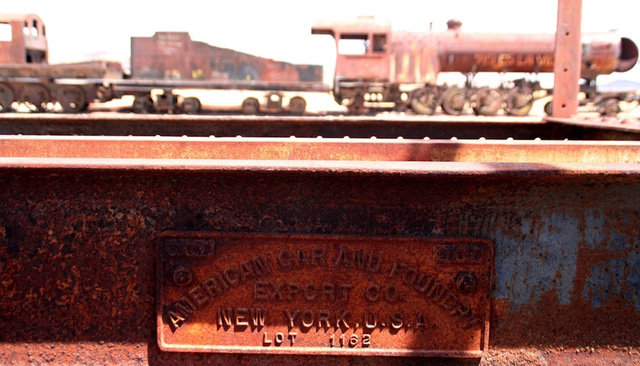 AMERICAN CAR AND FOUNDRY
EXPORT CO.
NEW YORK, U.S.A
LOT 1162